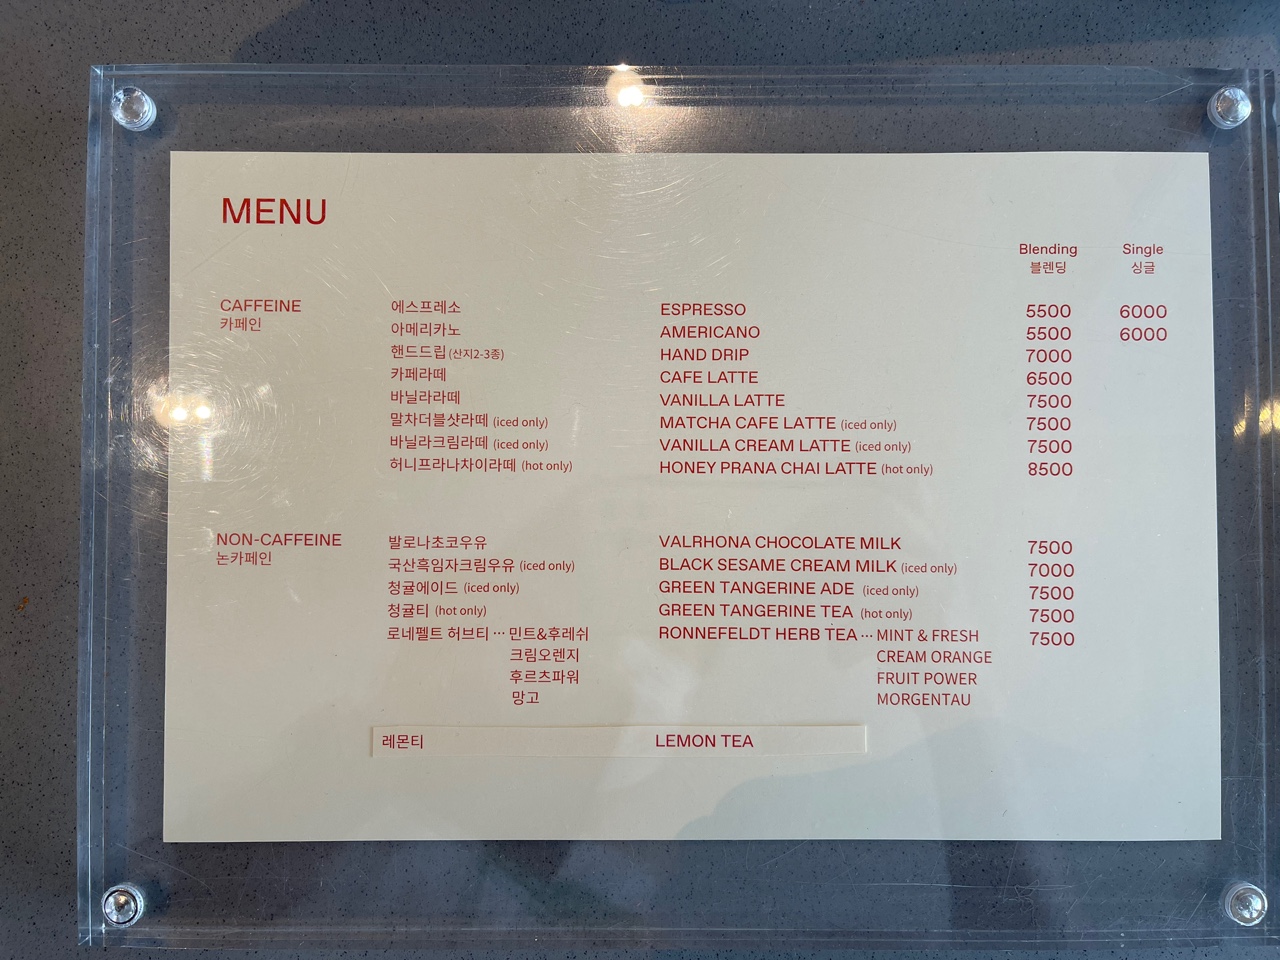 MENU
Blending Single
블렌딩 싱글
CAFFEINE 에스프레소 ESPRESSO 5500 6000
카페인 아메리카노 AMERICANO 5500 6000
핸드드립 (산지2-3종) HAND DRIP 7000
카페라떼 CAFE LATTE 6500
바닐라라떼 VANILLA LATTE 7500
말차더블샷라떼 (iced only) MATCHA CAFE LATTE (iced only) 7500
바닐라크림라떼 (iced only) VANILLA CREAM LATTE (iced only) 7500
허니프라나차이라떼 (hot only) HONEY PRANA CHAI LATTE (hot only) 8500
NON-CAFFEINE 발로나초코우유 VALRHONA CHOCOLATE MILK 7500
논카페인 국산흑임자크림우유 (iced only) BLACK SESAME CREAM MILK (iced only) 7000
청귤에이드 (iced only) GREEN TANGERINE ADE (iced only) 7500
청귤티 (hot only) GREEN TANGERINE TEA (hot only) 7500
로네펠트 허브티 ··· 민트&후레쉬 RONNEFELDT HERB TEA ··· MINT & FRESH 7500
크림오렌지 CREAM ORANGE
후르츠파워 FRUIT POWER
망고 MORGENTAU
레몬티 LEMON TEA